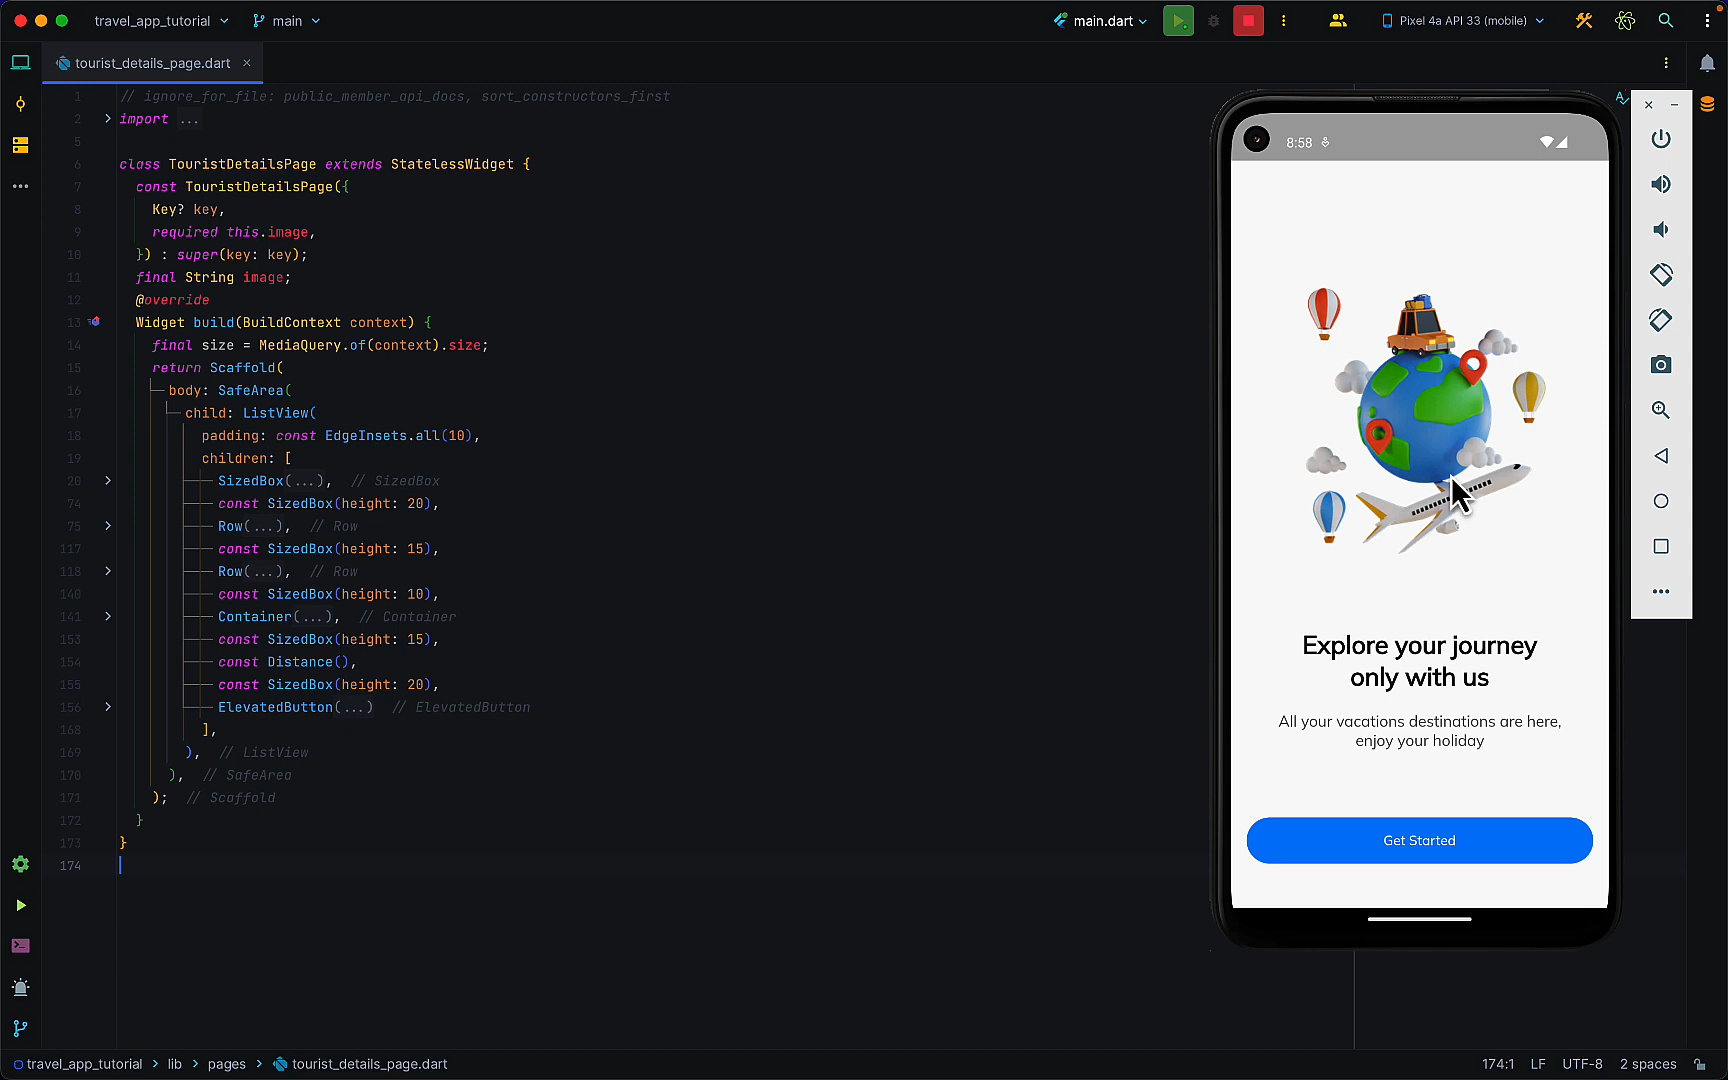 travel_app_tutorial main main.dart Pixel 4a API 33 (mobile)
tourist_details_page.dart
1 // ignore_for_file: public_member_api_docs, sort_constructors_first
2 import ...
5
6 class TouristDetailsPage extends StatelessWidget {
7 const TouristDetailsPage({
8 Key? key,
9 required this.image,
10 }) : super(key: key);
11 final String image;
12 @override
13 Widget build(BuildContext context) {
14 final size = MediaQuery.of(context).size;
15 return Scaffold(
16 body: SafeArea(
17 child: ListView(
18 padding: const EdgeInsets.all(10),
19 children: [
20 SizedBox(...), // SizedBox
74 const SizedBox(height: 20),
75 Row(...), // Row
117 const SizedBox(height: 15),
118 Row(...), // Row
140 const SizedBox(height: 10),
141 Container(...), // Container
153 const SizedBox(height: 15),
154 const Distance(),
155 const SizedBox(height: 20),
156 ElevatedButton(...) // ElevatedButton
168 ],
169 ), // ListView
170 ), // SafeArea
171 ); // Scaffold
172 }
173 }
174
8:58
Explore your journey
only with us
All your vacations destinations are here,
enjoy your holiday
Get Started
travel_app_tutorial lib pages tourist_details_page.dart 174:1 LF UTF-8 2 spaces